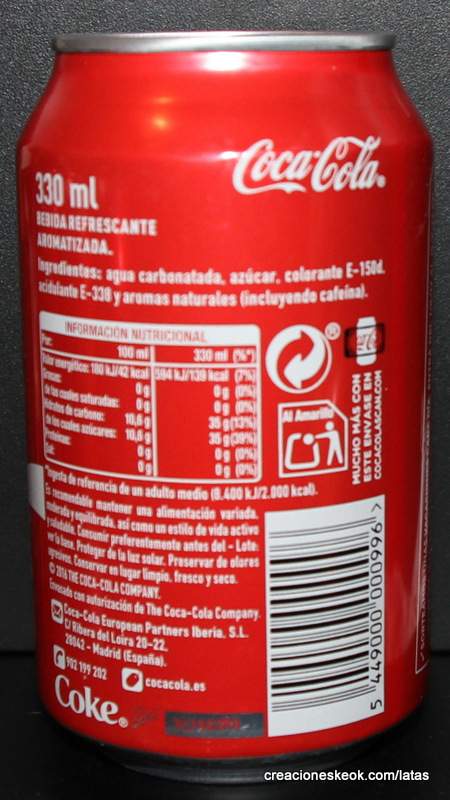 Coca-Cola
330 ml
BEBIDA REFRESCANTE
AROMATIZADA.
Ingredientes: agua carbonatada, azúcar, colorante E-150d,
acidulante E-338 y aromas naturales (incluyendo cafeína).
INFORMACIÓN NUTRICIONAL
Por: 100 ml 330 ml (%*)
Valor energético: 180 kJ/42 kcal 594 kJ/139 kcal (7%)
Grasas: 0 g 0 g (0%)
de las cuales saturadas: 0 g 0 g (0%)
Hidratos de carbono: 10,6 g 35 g (13%)
de los cuales azúcares: 10,6 g 35 g (39%)
Proteínas: 0 g 0 g (0%)
Sal: 0 g 0 g (0%)
®
Al Amarillo
MUCHO MÁS CON
ESTE ENVASE EN
COCACOLASCAN.COM
*Ingesta de referencia de un adulto medio (8.400 kJ/2.000 kcal).
Es recomendable mantener una alimentación variada,
moderada y equilibrada, así como un estilo de vida activo
y saludable. Consumir preferentemente antes del - Lote:
ver la base. Proteger de la luz solar. Preservar de olores
agresivos. Conservar en lugar limpio, fresco y seco.
© 2016 THE COCA-COLA COMPANY.
Envasado con autorización de The Coca-Cola Company.
Coca-Cola European Partners Iberia, S.L.
C/ Ribera del Loira 20-22,
28042 - Madrid (España).
902 199 202 cocacola.es
Coke®
5 449000 000996 >
creacioneskeok.com/latas